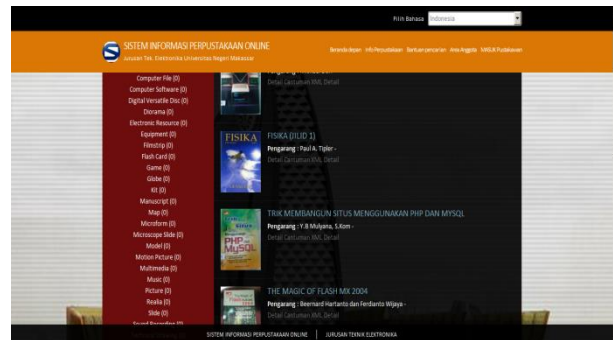 Pilih Bahasa Indonesia
SISTEM INFORMASI PERPUSTAKAAN ONLINE
Jurusan Tek. Elektronika Universitas Negeri Makassar
Beranda depan Info Perpustakaan Bantuan pencarian Area Anggota MASUK Pustakawan
Computer File (0)
Computer Software (0)
Digital Versatile Disc (0)
Diorama (0)
Electronic Resource (0)
Equipment (0)
Filmstrip (0)
Flash Card (0)
Game (0)
Globe (0)
Kit (0)
Manuscript (0)
Map (0)
Microform (0)
Microscope Slide (0)
Model (0)
Motion Picture (0)
Multimedia (0)
Music (0)
Picture (0)
Realia (0)
Slide (0)
Sound Recording (0)
Detail Cantuman XML Detail
FISIKA
FISIKA (JILID 1)
Pengarang : Paul A. Tipler -
Detail Cantuman XML Detail
PHP
MySQL
TRIK MEMBANGUN SITUS MENGGUNAKAN PHP DAN MYSQL
Pengarang : Y.B Mulyana, S.Kom -
Detail Cantuman XML Detail
THE MAGIC OF FLASH MX 2004
Pengarang : Beernard Hartanto dan Ferdianto Wijaya -
Detail Cantuman XML Detail
SISTEM INFORMASI PERPUSTAKAAN ONLINE
JURUSAN TEKNIK ELEKTRONIKA